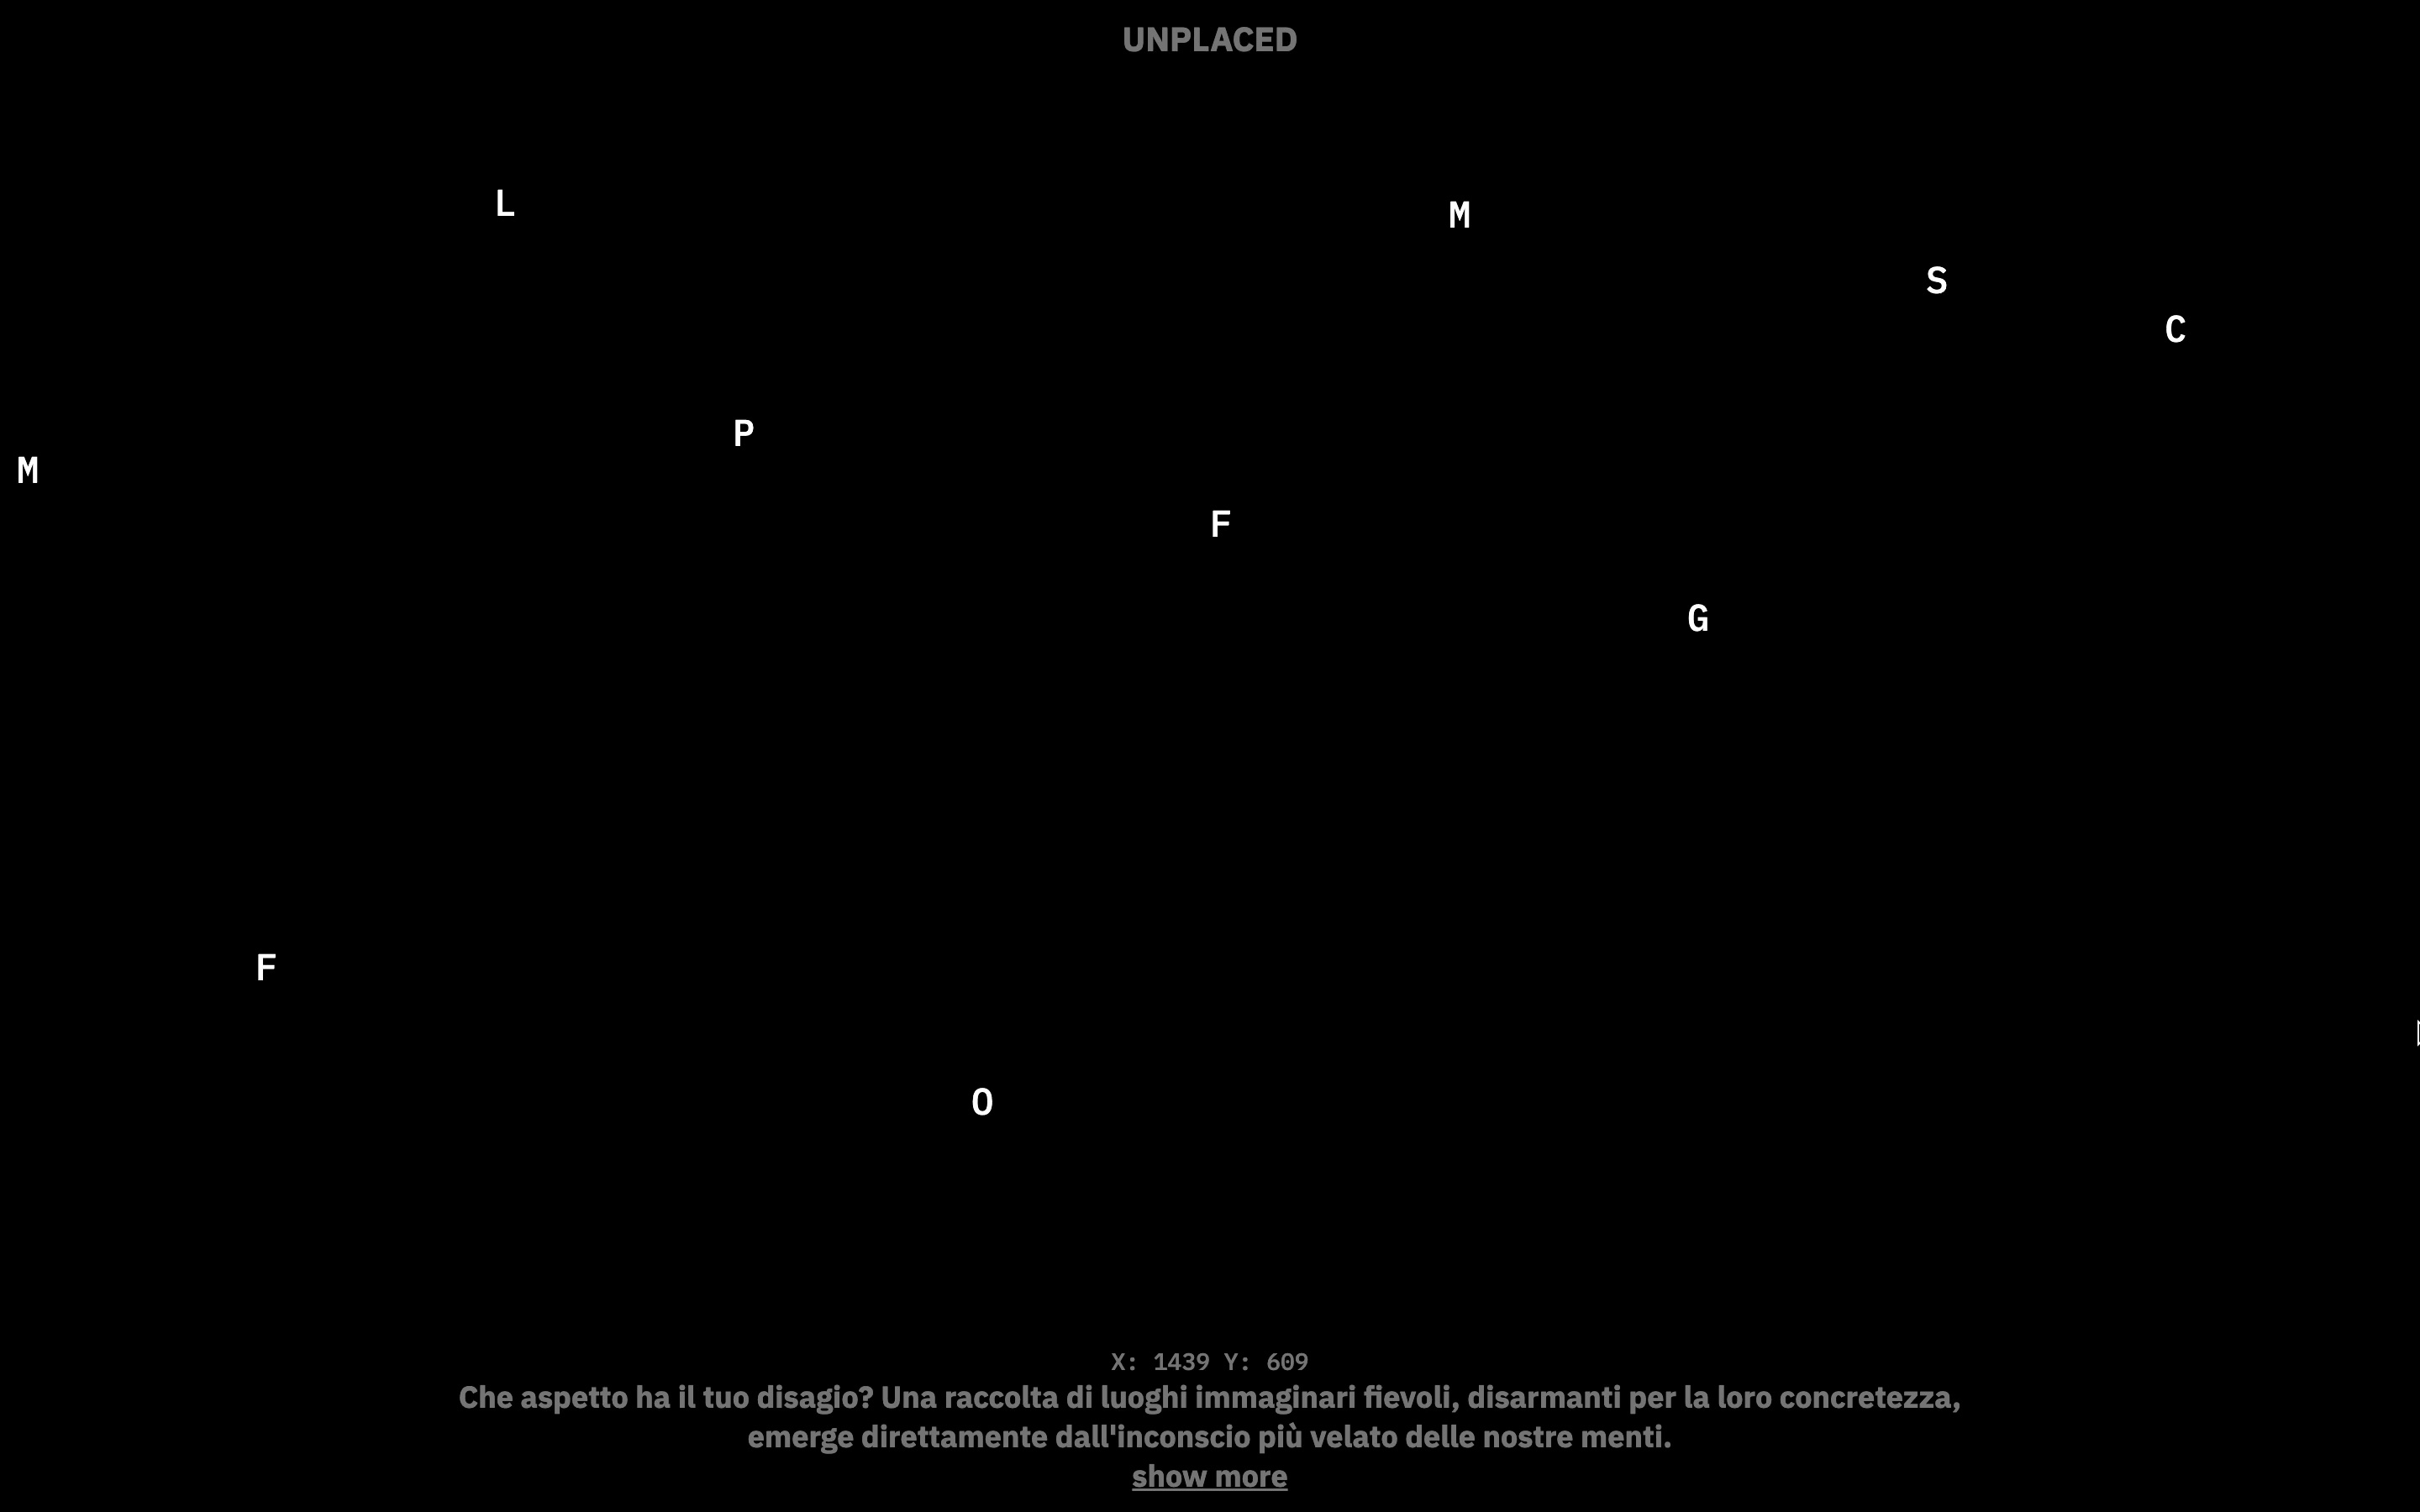 UNPLACED
L
M
S
C
P
M
F
G
F
O
X: 1439 Y: 609
Che aspetto ha il tuo disagio? Una raccolta di luoghi immaginari fievoli, disarmanti per la loro concretezza,
emerge direttamente dall'inconscio più velato delle nostre menti.
show more